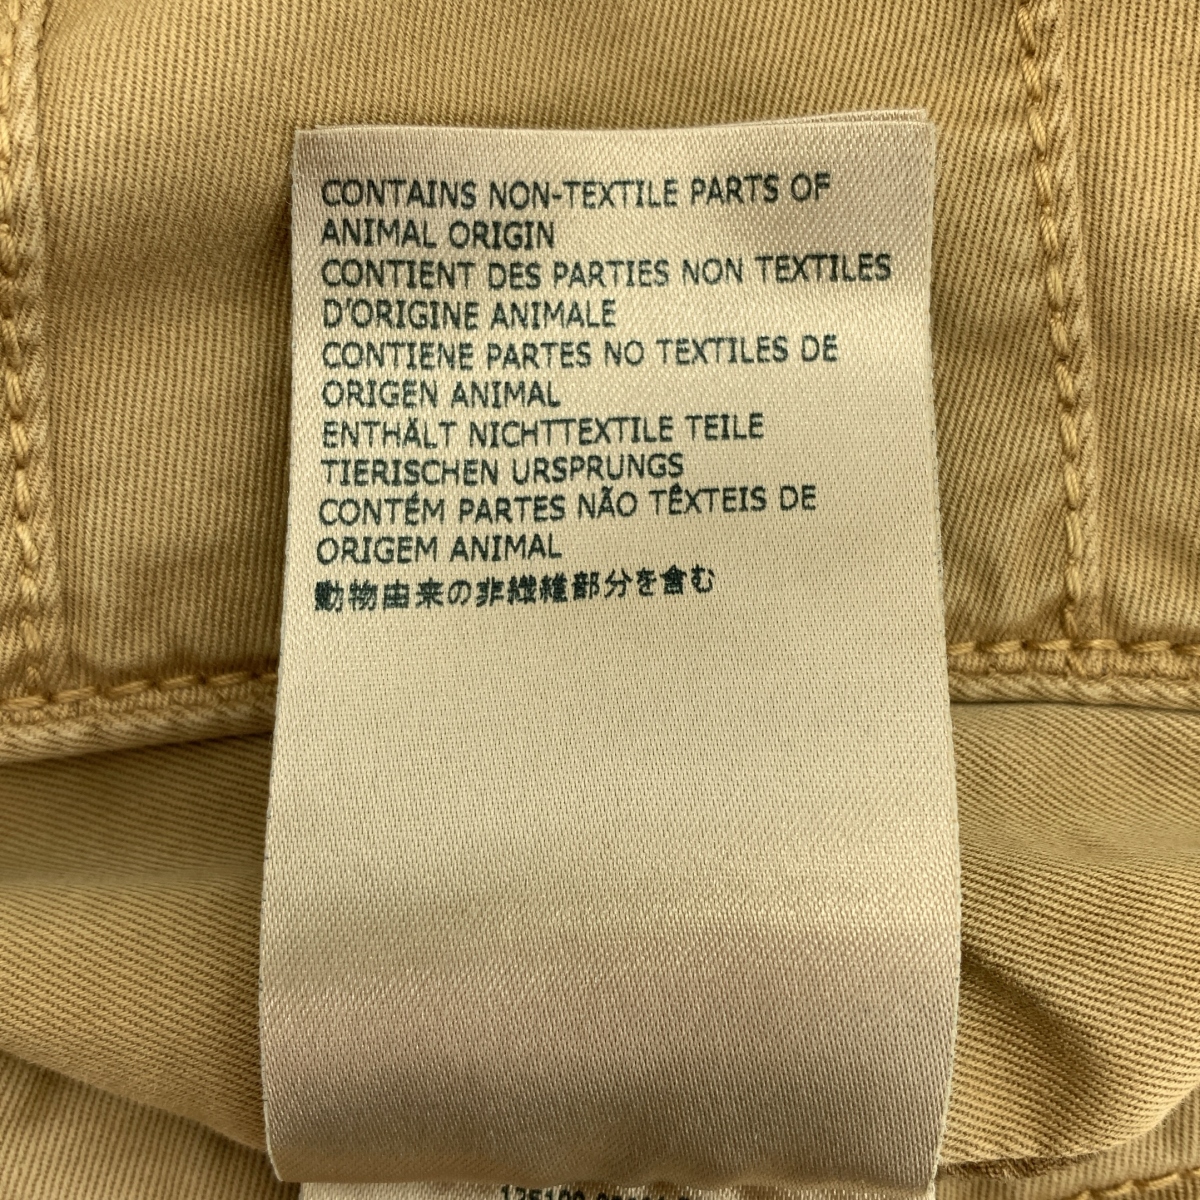 CONTAINS NON-TEXTILE PARTS OF
ANIMAL ORIGIN
CONTIENT DES PARTIES NON TEXTILES
D'ORIGINE ANIMALE
CONTIENE PARTES NO TEXTILES DE
ORIGEN ANIMAL
ENTHÄLT NICHTTEXTILE TEILE
TIERISCHEN URSPRUNGS
CONTÉM PARTES NÃO TÊXTEIS DE
ORIGEM ANIMAL
動物由来の非繊維部分を含む